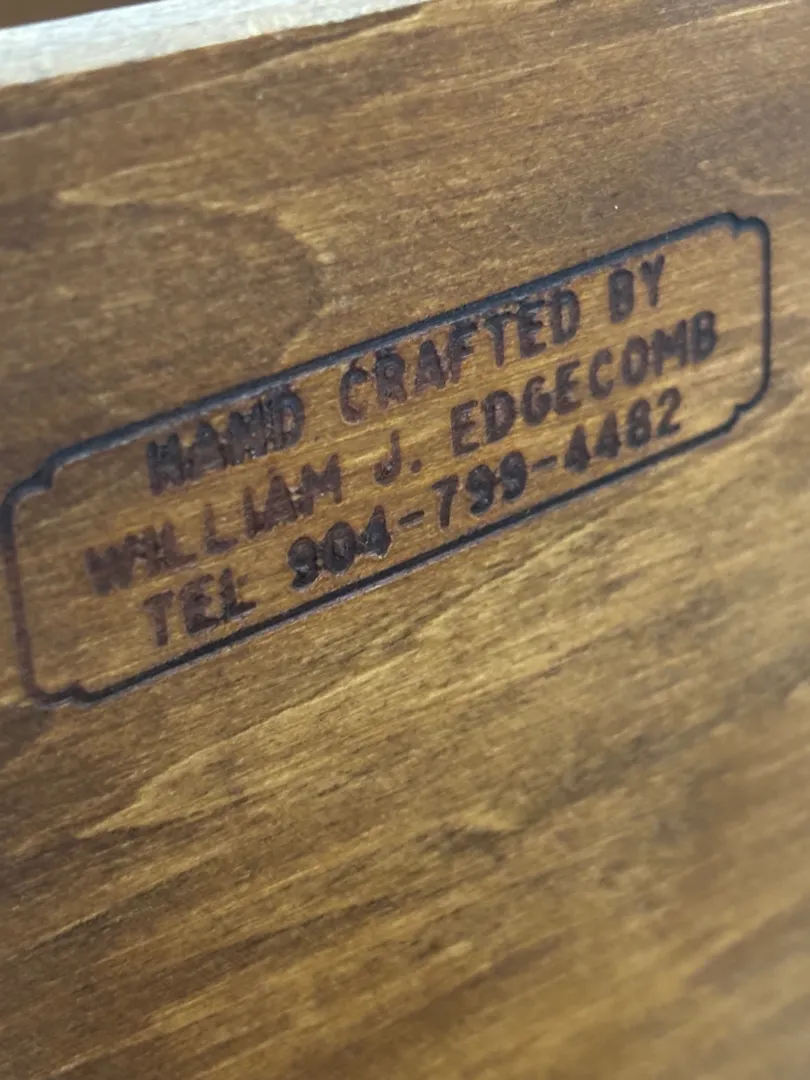 HAND CRAFTED BY
WILLIAM J. EDGECOMB
TEL 904-799-4482